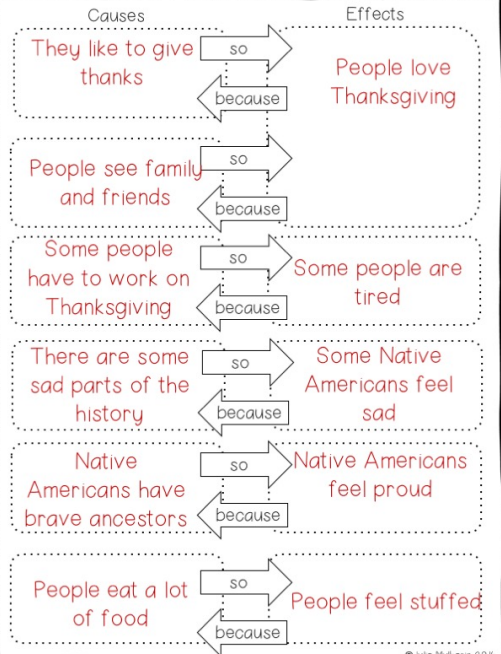 Causes
Effects
They like to give
thanks
so
because
People love
Thanksgiving
People see family
and friends
so
because
Some people
have to work on
Thanksgiving
so
because
Some people are
tired
There are some
sad parts of the
history
so
because
Some Native
Americans feel
sad
Native
Americans have
brave ancestors
so
because
Native Americans
feel proud
People eat a lot
of food
so
because
People feel stuffed